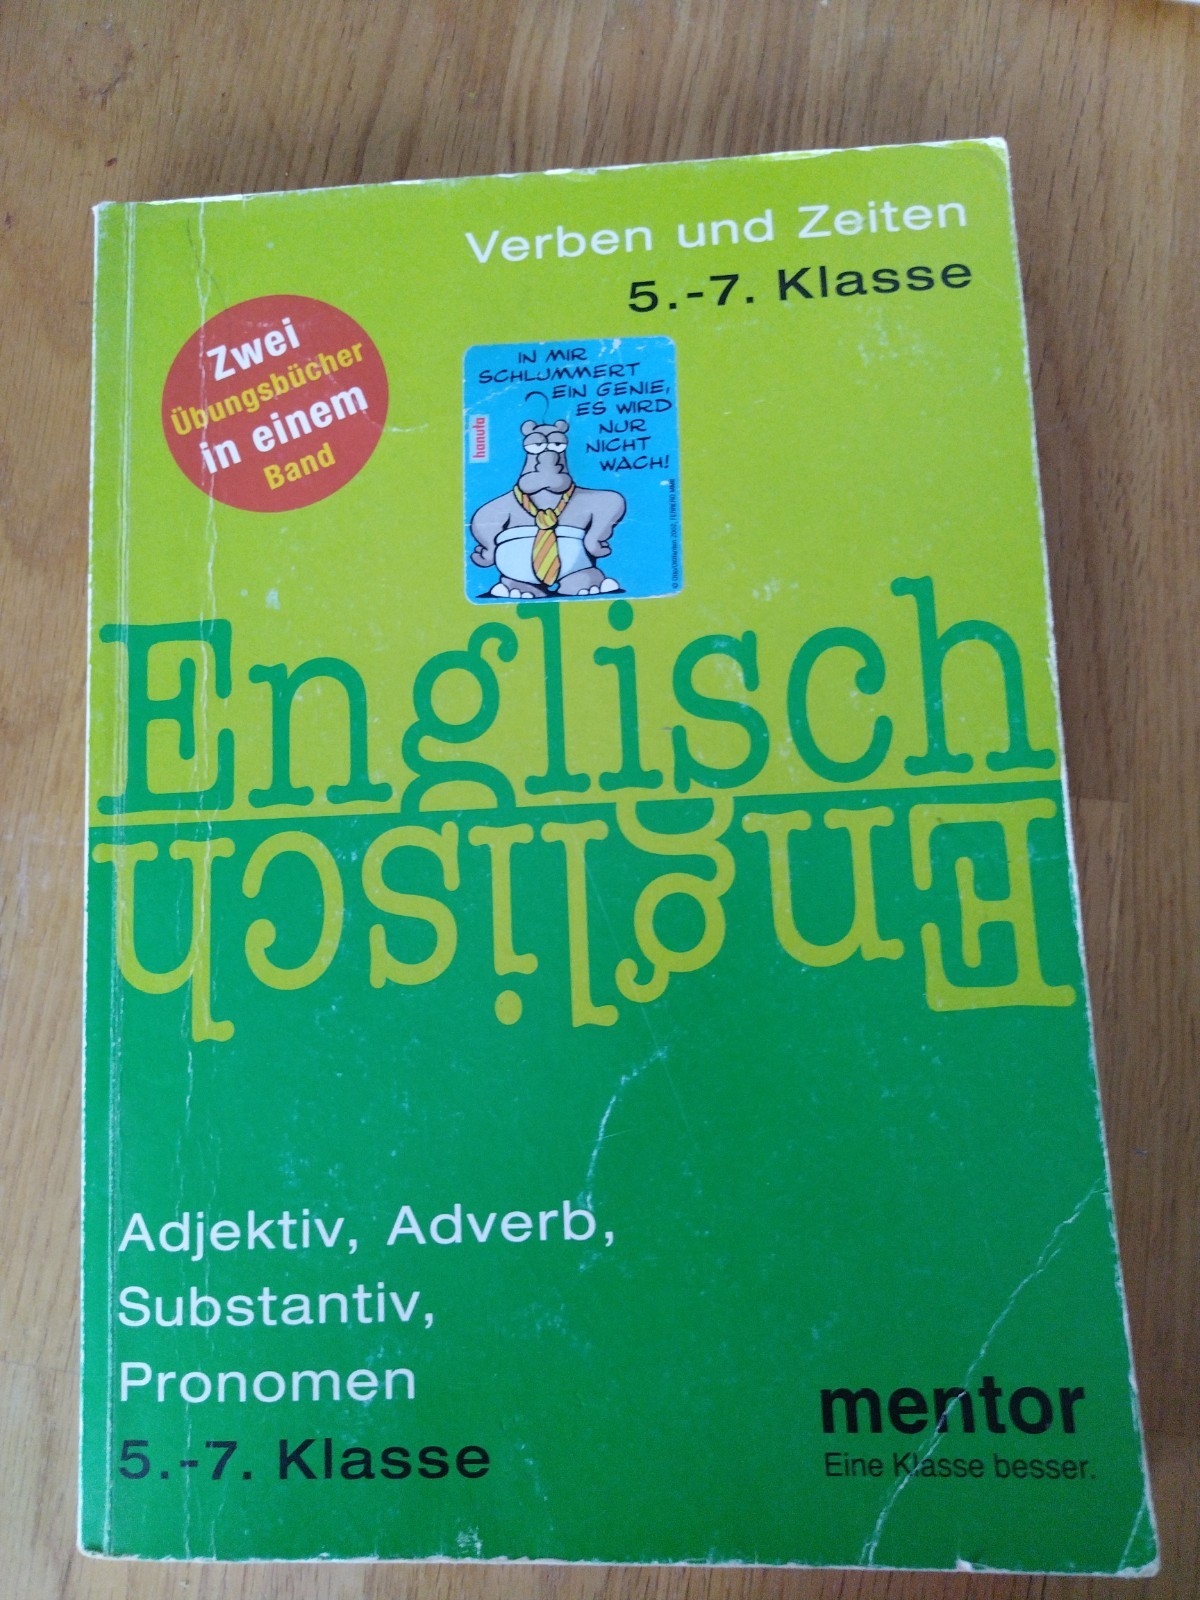 Verben und Zeiten
5.-7. Klasse
Zwei
Übungsbücher
in einem
Band
IN MIR
SCHLUMMERT
EIN GENIE,
ES WIRD
NUR
NICHT
WACH!
hanuta
Englisch
Englisch
Adjektiv, Adverb,
Substantiv,
Pronomen
5.-7. Klasse
mentor
Eine Klasse besser.